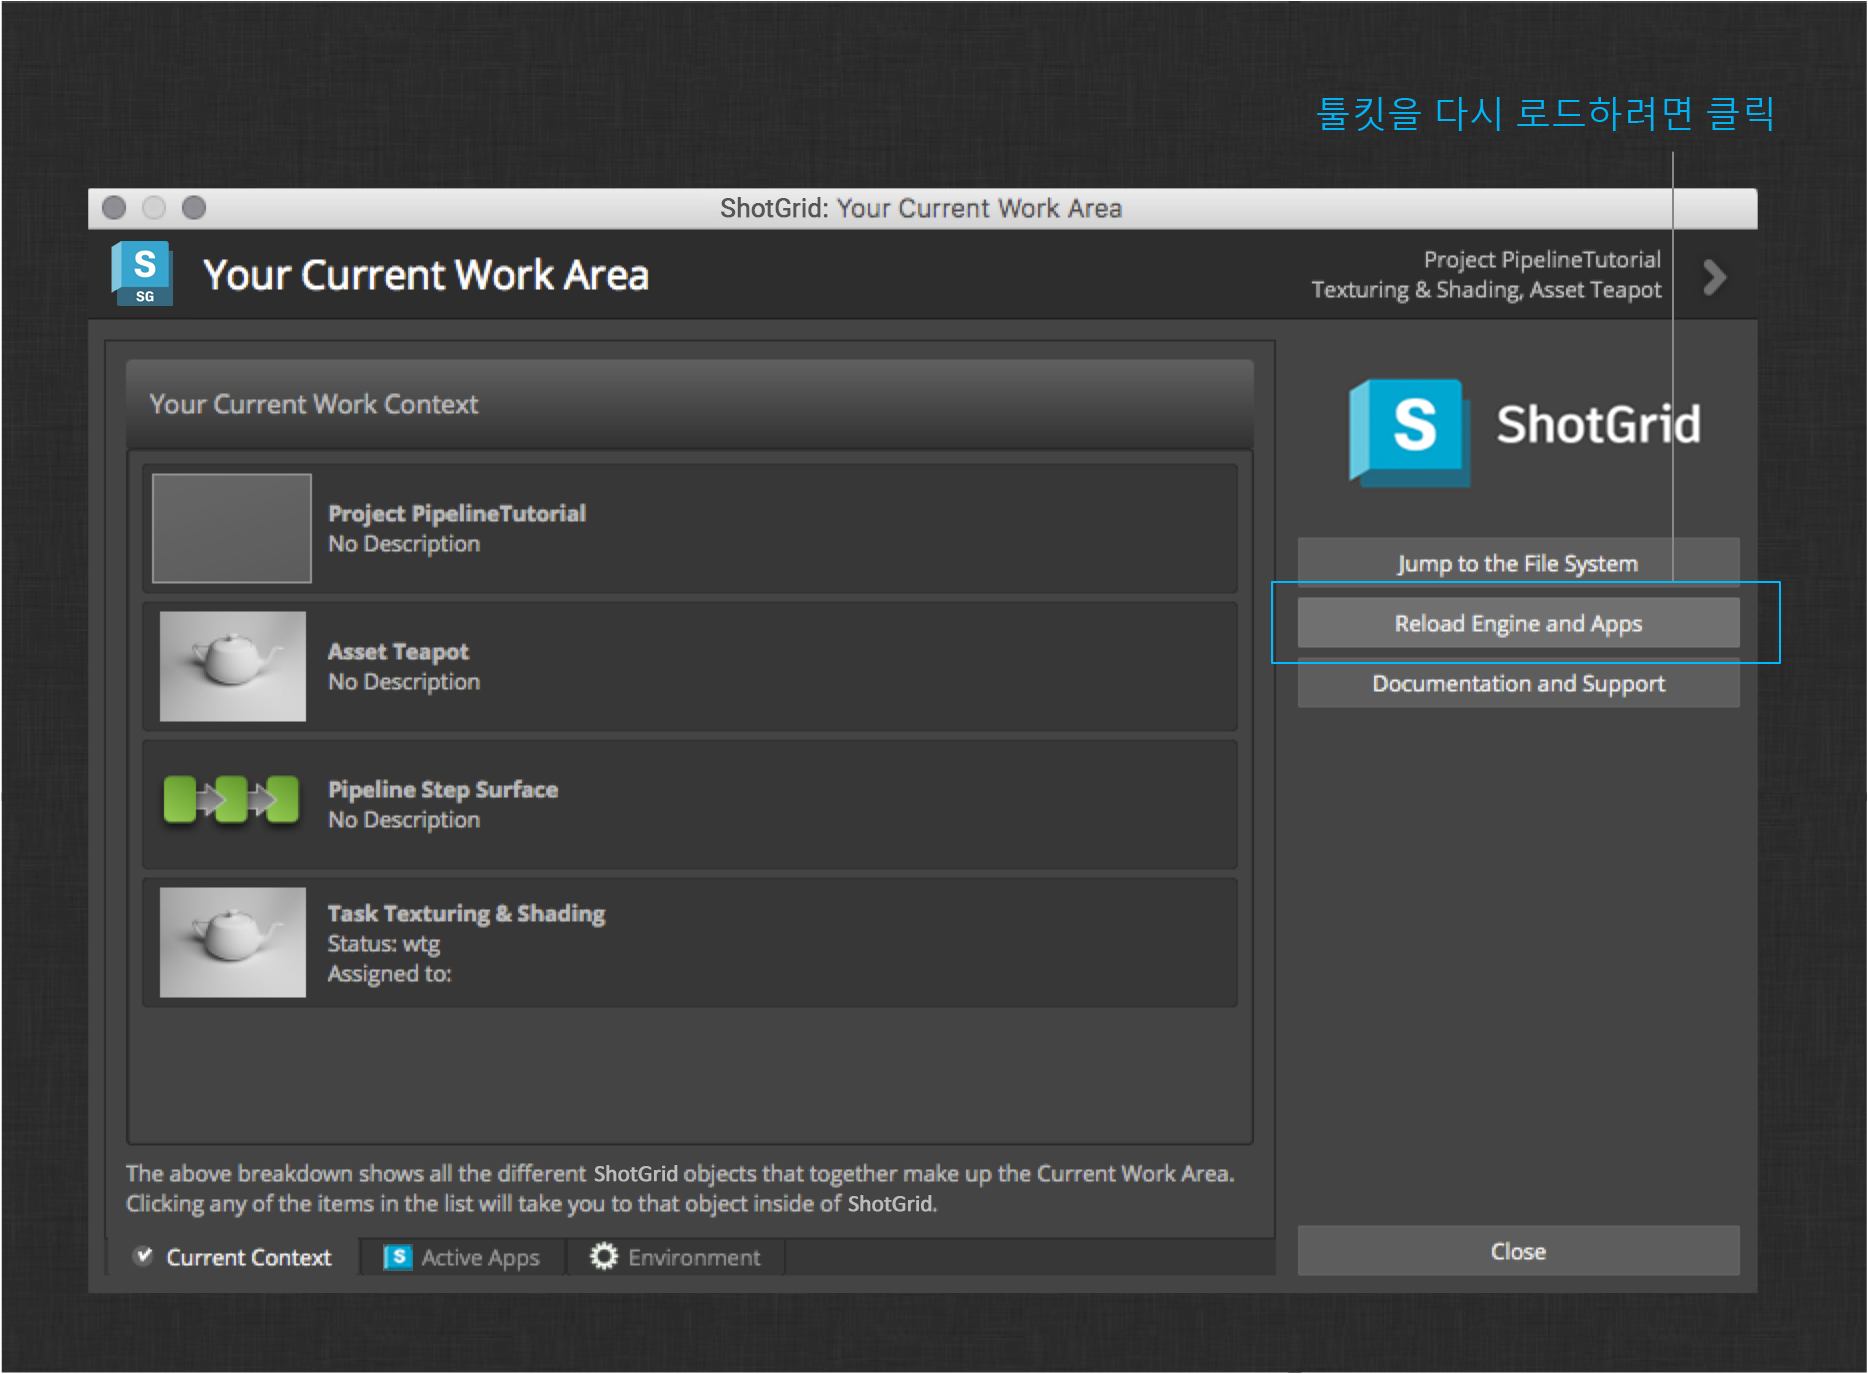 툴킷을 다시 로드하려면 클릭
ShotGrid: Your Current Work Area
S
SG
Your Current Work Area
Project PipelineTutorial
Texturing & Shading, Asset Teapot
Your Current Work Context
Project PipelineTutorial
No Description
Asset Teapot
No Description
Pipeline Step Surface
No Description
Task Texturing & Shading
Status: wtg
Assigned to:
The above breakdown shows all the different ShotGrid objects that together make up the Current Work Area.
Clicking any of the items in the list will take you to that object inside of ShotGrid.
Current Context
S
Active Apps
Environment
S
ShotGrid
Jump to the File System
Reload Engine and Apps
Documentation and Support
Close